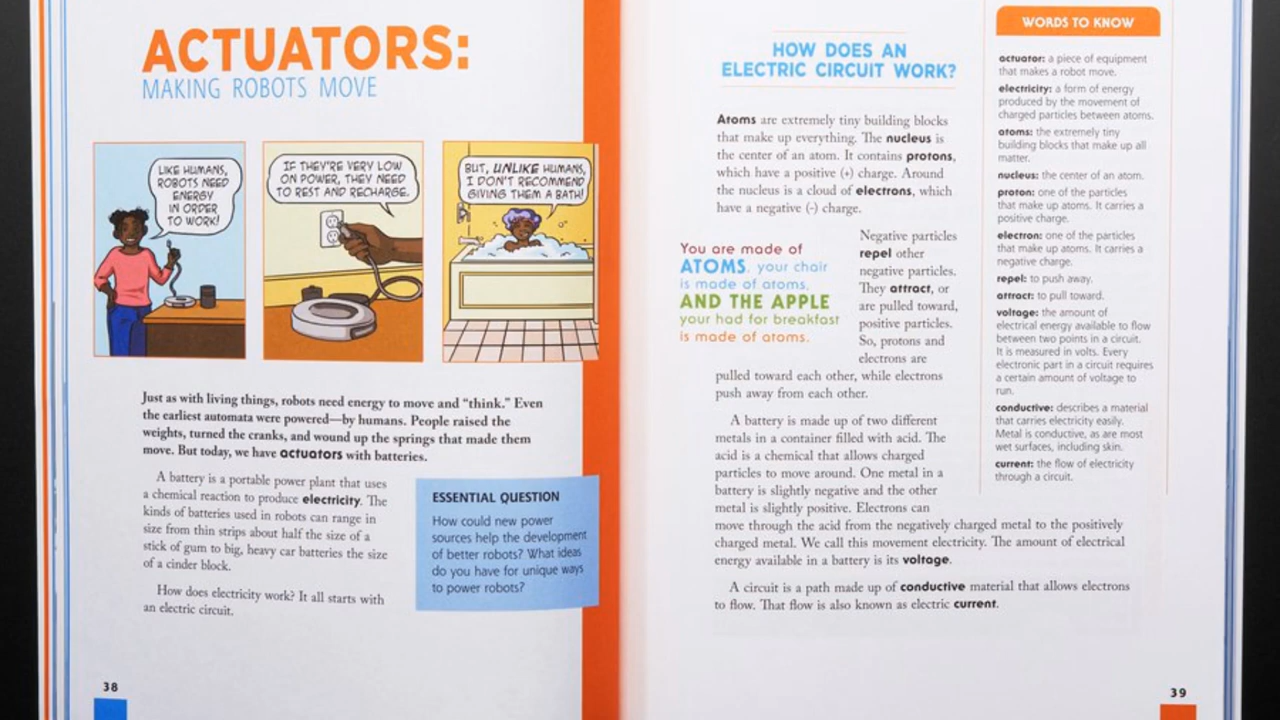 ACTUATORS:
MAKING ROBOTS MOVE
LIKE HUMANS,
ROBOTS NEED
ENERGY
IN ORDER
TO WORK!
IF THEY'RE VERY LOW
ON POWER, THEY NEED
TO REST AND RECHARGE.
BUT, UNLIKE HUMANS,
I DON'T RECOMMEND
GIVING THEM A BATH!
Just as with living things, robots need energy to move and “think.” Even
the earliest automata were powered—by humans. People raised the
weights, turned the cranks, and wound up the springs that made them
move. But today, we have actuators with batteries.
A battery is a portable power plant that uses
a chemical reaction to produce electricity. The
kinds of batteries used in robots can range in
size from thin strips about half the size of a
stick of gum to big, heavy car batteries the size
of a cinder block.
How does electricity work? It all starts with
an electric circuit.
ESSENTIAL QUESTION
How could new power
sources help the development
of better robots? What ideas
do you have for unique ways
to power robots?
38
HOW DOES AN
ELECTRIC CIRCUIT WORK?
Atoms are extremely tiny building blocks
that make up everything. The nucleus is
the center of an atom. It contains protons,
which have a positive (+) charge. Around
the nucleus is a cloud of electrons, which
have a negative (-) charge.
You are made of
ATOMS, your chair
is made of atoms,
AND THE APPLE
your had for breakfast
is made of atoms.
Negative particles
repel other
negative particles.
They attract, or
are pulled toward,
positive particles.
So, protons and
electrons are
pulled toward each other, while electrons
push away from each other.
A battery is made up of two different
metals in a container filled with acid. The
acid is a chemical that allows charged
particles to move around. One metal in a
battery is slightly negative and the other
metal is slightly positive. Electrons can
move through the acid from the negatively charged metal to the positively
charged metal. We call this movement electricity. The amount of electrical
energy available in a battery is its voltage.
A circuit is a path made up of conductive material that allows electrons
to flow. That flow is also known as electric current.
WORDS TO KNOW
actuator: a piece of equipment
that makes a robot move.
electricity: a form of energy
produced by the movement of
charged particles between atoms.
atoms: the extremely tiny
building blocks that make up all
matter.
nucleus: the center of an atom.
proton: one of the particles
that make up atoms. It carries a
positive charge.
electron: one of the particles
that make up atoms. It carries a
negative charge.
repel: to push away.
attract: to pull toward.
voltage: the amount of
electrical energy available to flow
between two points in a circuit.
It is measured in volts. Every
electronic part in a circuit requires
a certain amount of voltage to
run.
conductive: describes a material
that carries electricity easily.
Metal is conductive, as are most
wet surfaces, including skin.
current: the flow of electricity
through a circuit.
39